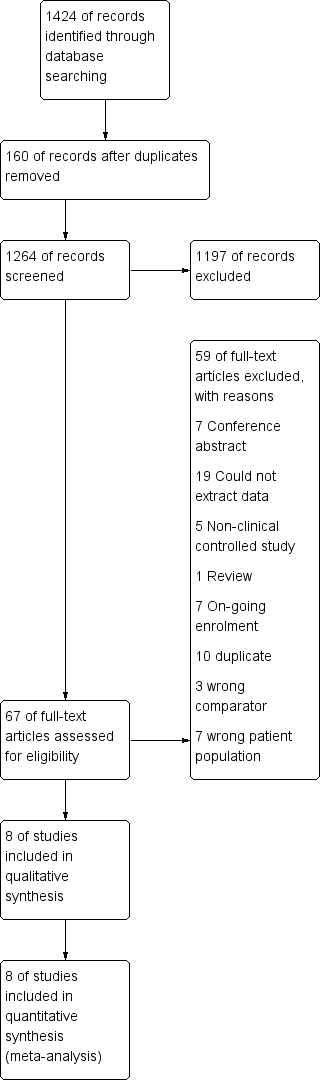 1424 of records
identified through
database
searching
160 of records after duplicates
removed
1264 of records
screened
1197 of records
excluded
59 of full-text
articles excluded,
with reasons
7 Conference
abstract
19 Could not
extract data
5 Non-clinical
controlled study
1 Review
7 On-going
enrolment
10 duplicate
3 wrong
comparator
7 wrong patient
population
67 of full-text
articles assessed
for eligibility
8 of studies
included in
qualitative
synthesis
8 of studies
included in
quantitative
synthesis
(meta-analysis)